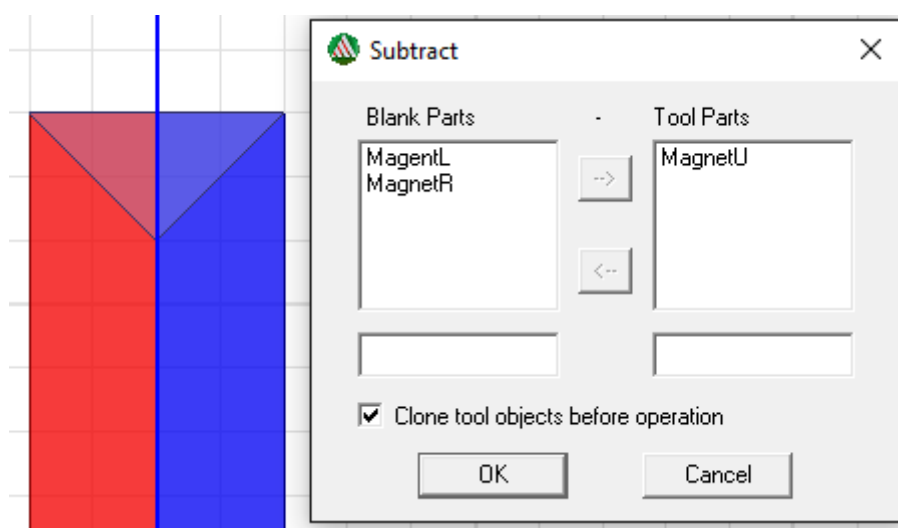 Subtract
Blank Parts - Tool Parts
MagentL
MagnetR
MagnetU
-->
<--
Clone tool objects before operation
OK Cancel